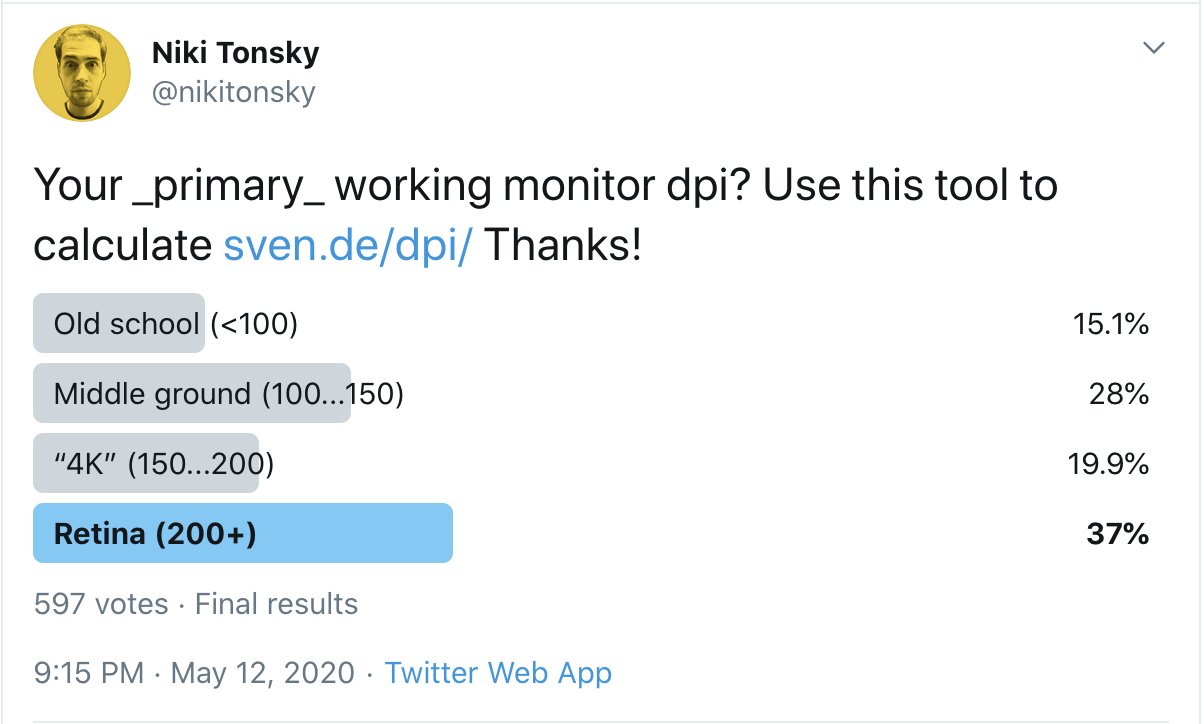 Niki Tonsky
@nikitonsky
Your _primary_ working monitor dpi? Use this tool to
calculate sven.de/dpi/ Thanks!
Old school (<100) 15.1%
Middle ground (100...150) 28%
“4K” (150...200) 19.9%
Retina (200+) 37%
597 votes · Final results
9:15 PM · May 12, 2020 · Twitter Web App